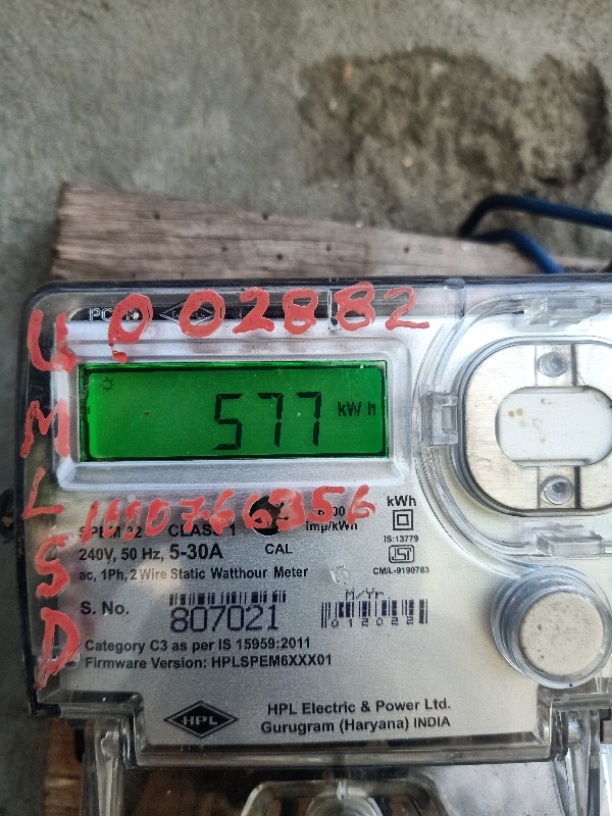 0002882
UMLSD
577 kWh
kWh
CLASS 1
imp/kWh
IS:13779
240V, 50 Hz, 5-30A
CAL
CM/L-9190783
ac, 1Ph, 2 Wire Static Watthour Meter
M/Yr
S. No. 807021
012022
Category C3 as per IS 15959:2011
Firmware Version: HPLSPEM6XXX01
HPL
HPL Electric & Power Ltd.
Gurugram (Haryana) INDIA